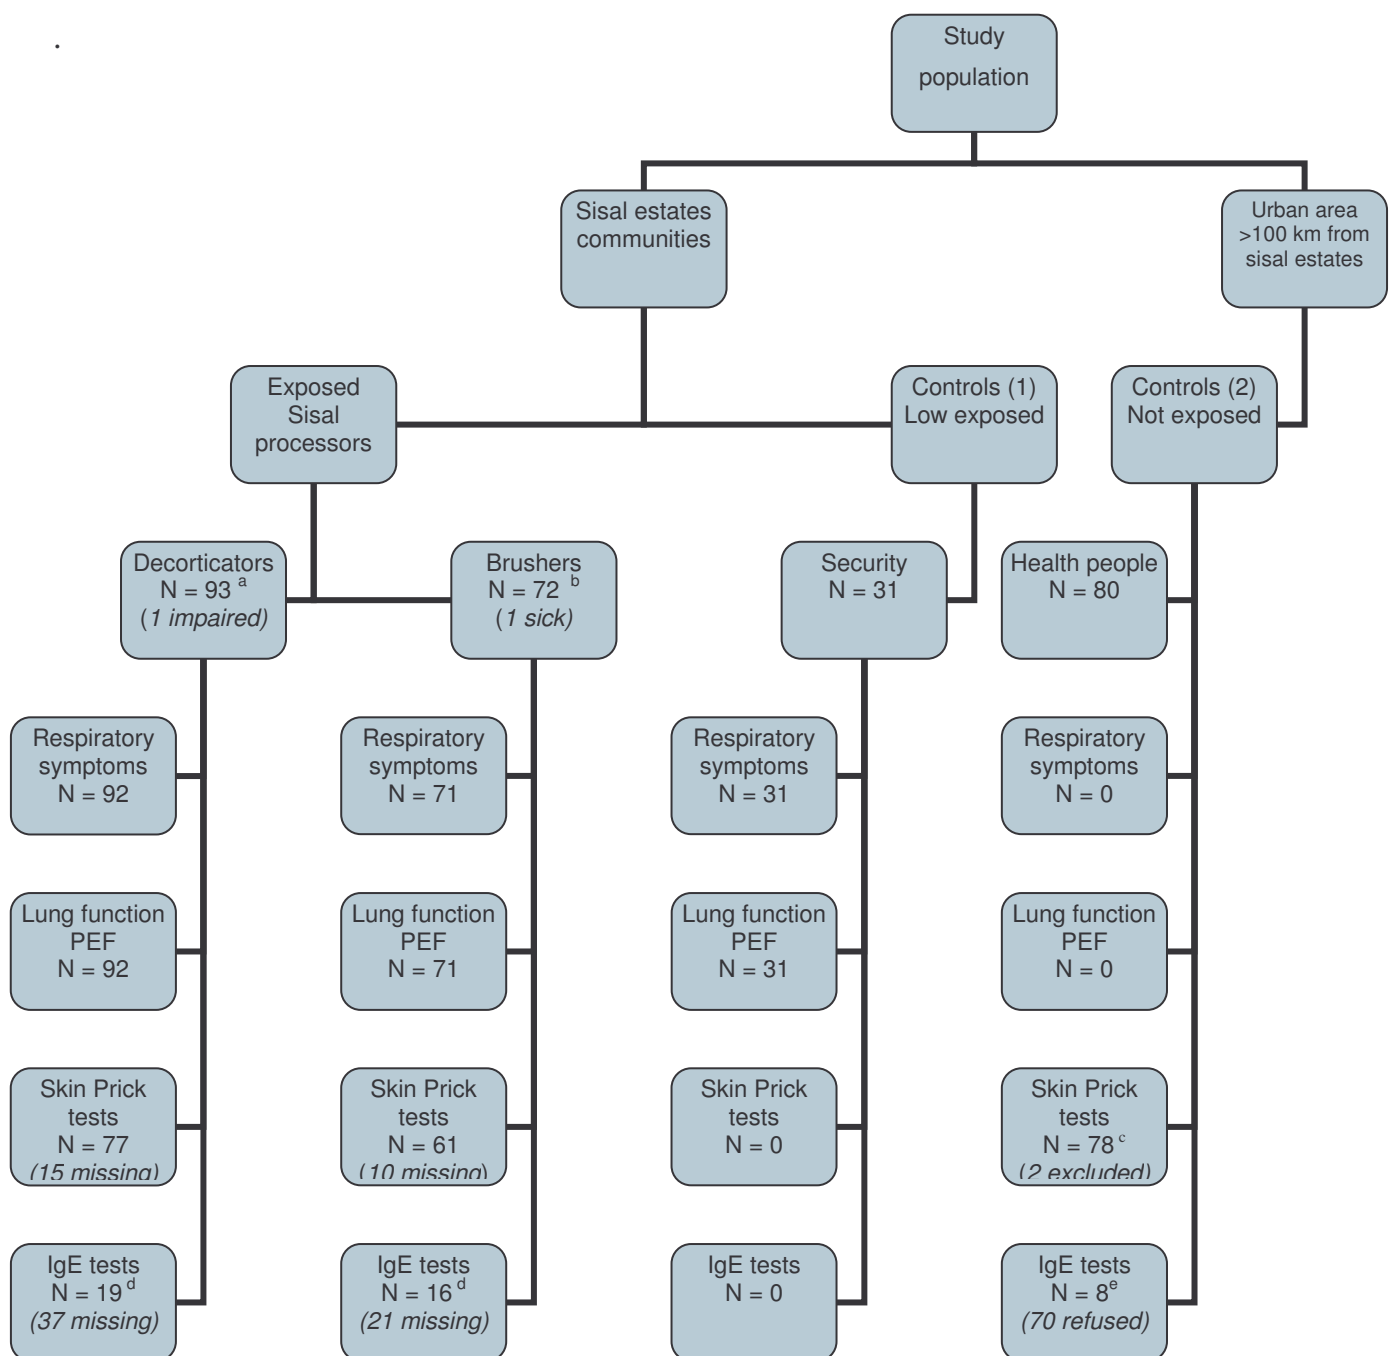 Study
population
Sisal estates
communities
Urban area
>100 km from
sisal estates
Exposed
Sisal
processors
Controls (1)
Low exposed
Controls (2)
Not exposed
Decorticators
N = 93 a
(1 impaired)
Brushers
N = 72 b
(1 sick)
Security
N = 31
Health people
N = 80
Respiratory
symptoms
N = 92
Respiratory
symptoms
N = 71
Respiratory
symptoms
N = 31
Respiratory
symptoms
N = 0
Lung function
PEF
N = 92
Lung function
PEF
N = 71
Lung function
PEF
N = 31
Lung function
PEF
N = 0
Skin Prick
tests
N = 77
(15 missing)
Skin Prick
tests
N = 61
(10 missing)
Skin Prick
tests
N = 0
Skin Prick
tests
N = 78 c
(2 excluded)
IgE tests
N = 19 d
(37 missing)
IgE tests
N = 16 d
(21 missing)
IgE tests
N = 0
IgE tests
N = 8e
(70 refused)